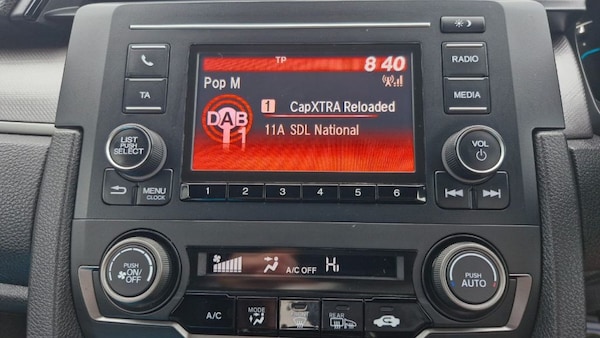 TP
8 40
Pop M
DAB
1 CapXTRA Reloaded
11A SDL National
TA
RADIO
MEDIA
LIST
PUSH
SELECT
VOL
MENU
CLOCK
1 2 3 4 5 6
PUSH
ON/
OFF
A/C OFF
Hi
PUSH
AUTO
A/C
MODE
REAR